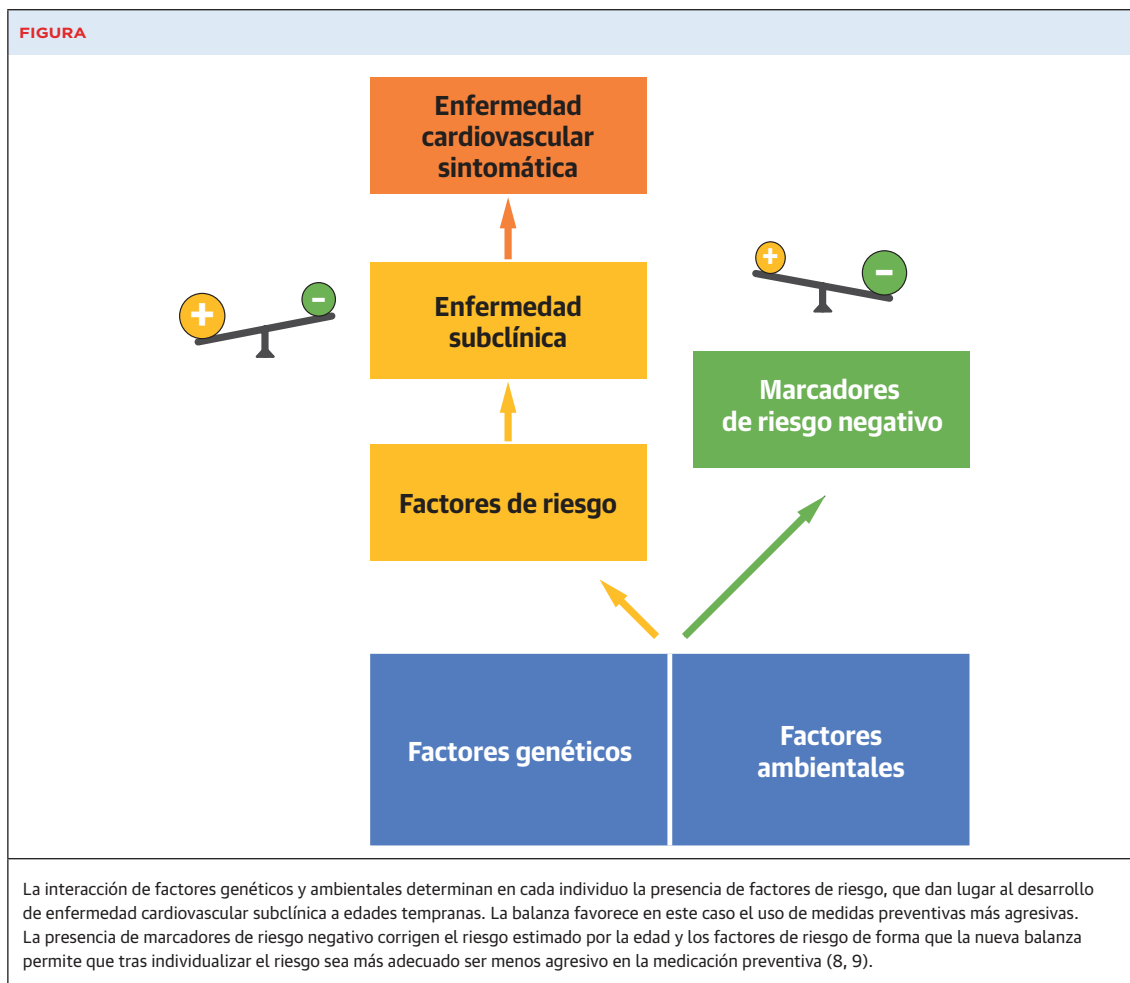 FIGURA
Enfermedad
cardiovascular
sintomática
+
-
Enfermedad
subclínica
+
-
Marcadores
de riesgo negativo
Factores de riesgo
Factores genéticos
Factores
ambientales
La interacción de factores genéticos y ambientales determinan en cada individuo la presencia de factores de riesgo, que dan lugar al desarrollo
de enfermedad cardiovascular subclínica a edades tempranas. La balanza favorece en este caso el uso de medidas preventivas más agresivas.
La presencia de marcadores de riesgo negativo corrigen el riesgo estimado por la edad y los factores de riesgo de forma que la nueva balanza
permite que tras individualizar el riesgo sea más adecuado ser menos agresivo en la medicación preventiva (8, 9).